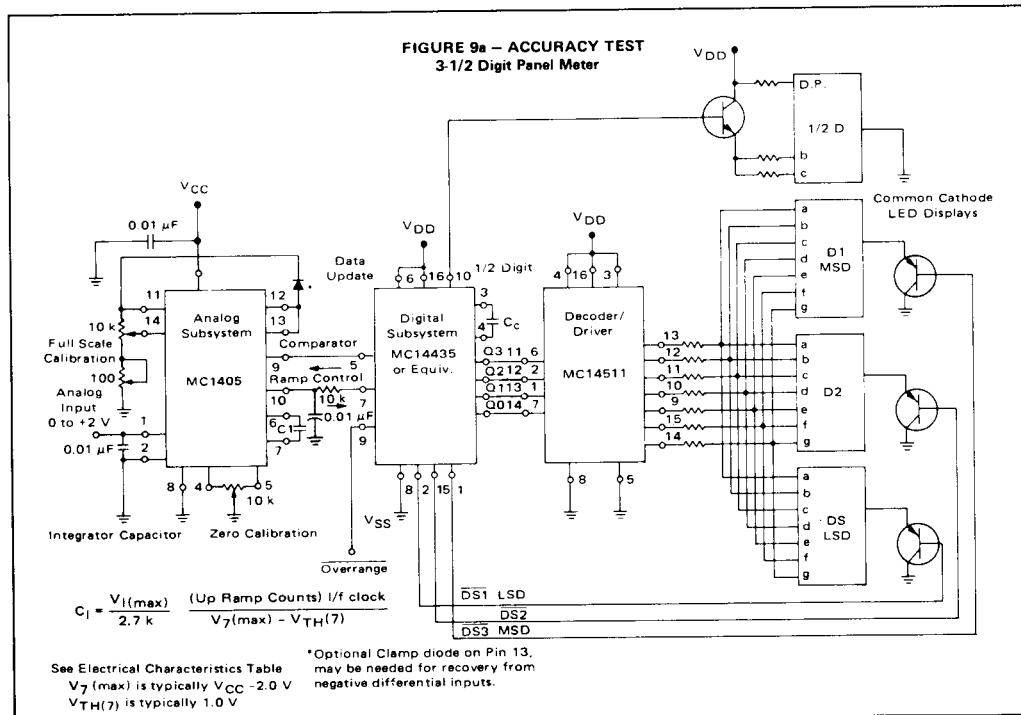 FIGURE 9a – ACCURACY TEST
3-1/2 Digit Panel Meter
VDD
D.P.
1/2 D
b
c
Common Cathode
LED Displays
VCC
0.01 µF
11
14
10 k
Full Scale
Calibration
100
Analog
Input
0 to +2 V
1
0.01 µF
2
Analog
Subsystem
MC1405
12
13
*
Comparator
9
Ramp Control
10
10 k
0.01 µF
6
C1
7
8
4
5
10 k
Integrator Capacitor
Zero Calibration
Data
Update
VDD
6
16
10
1/2 Digit
Digital
Subsystem
MC14435
or Equiv.
5
7
9
3
4
Cc
Q3 11 6
Q2 12 2
Q1 13 1
Q0 14 7
8
2
15
1
VSS
Overrange
VDD
4
16
3
Decoder/
Driver
MC14511
13
12
11
10
9
15
14
8
5
a
b
c
d
e
f
g
D1
MSD
a
b
c
d
e
f
g
D2
a
b
c
d
e
f
g
DS
LSD
DS1 LSD
DS2
DS3 MSD
CI = VI(max) / 2.7 k (Up Ramp Counts) I/f clock / V7(max) – VTH(7)
See Electrical Characteristics Table
V7 (max) is typically VCC -2.0 V
VTH(7) is typically 1.0 V
*Optional Clamp diode on Pin 13,
may be needed for recovery from
negative differential inputs.